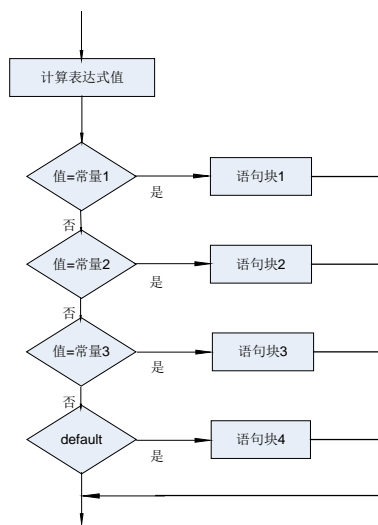 计算表达式值
值=常量1
语句块1
是
否
值=常量2
语句块2
是
否
值=常量3
语句块3
是
否
default
语句块4
是